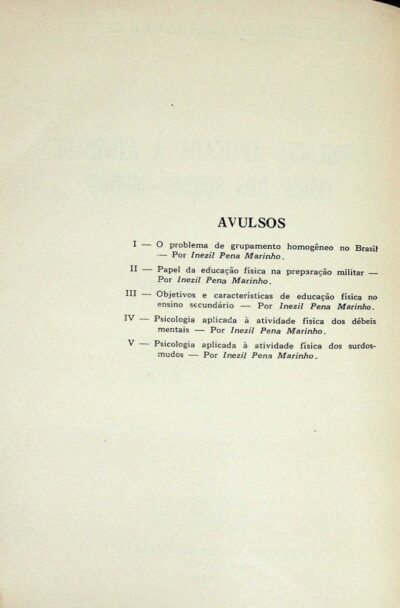 AVULSOS
I — O problema de grupamento homogêneo no Brasil
— Por Inezil Pena Marinho.
II — Papel da educação física na preparação militar —
Por Inezil Pena Marinho.
III — Objetivos e características de educação física no
ensino secundário — Por Inezil Pena Marinho.
IV — Psicologia aplicada à atividade física dos débeis
mentais — Por Inezil Pena Marinho.
V — Psicologia aplicada à atividade física dos surdos-
mudos — Por Inezil Pena Marinho.